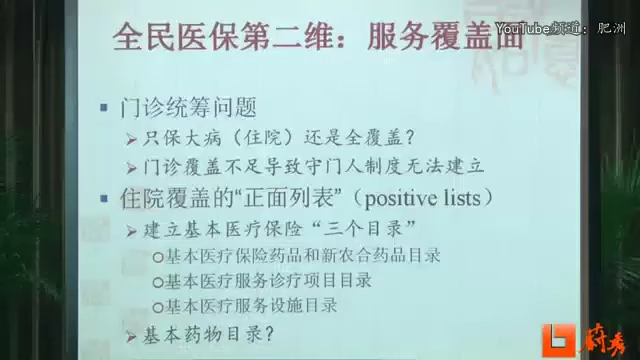 YouTube频道：肥洲
全民医保第二维：服务覆盖面
门诊统筹问题
只保大病（住院）还是全覆盖？
门诊覆盖不足导致守门人制度无法建立
住院覆盖的“正面列表”（positive lists）
建立基本医疗保险“三个目录”
基本医疗保险药品和新农合药品目录
基本医疗服务诊疗项目目录
基本医疗服务设施目录
基本药物目录？